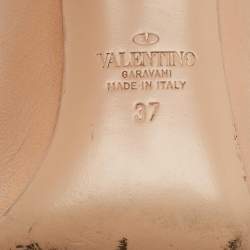 VALENTINO
GARAVANI
MADE IN ITALY
37